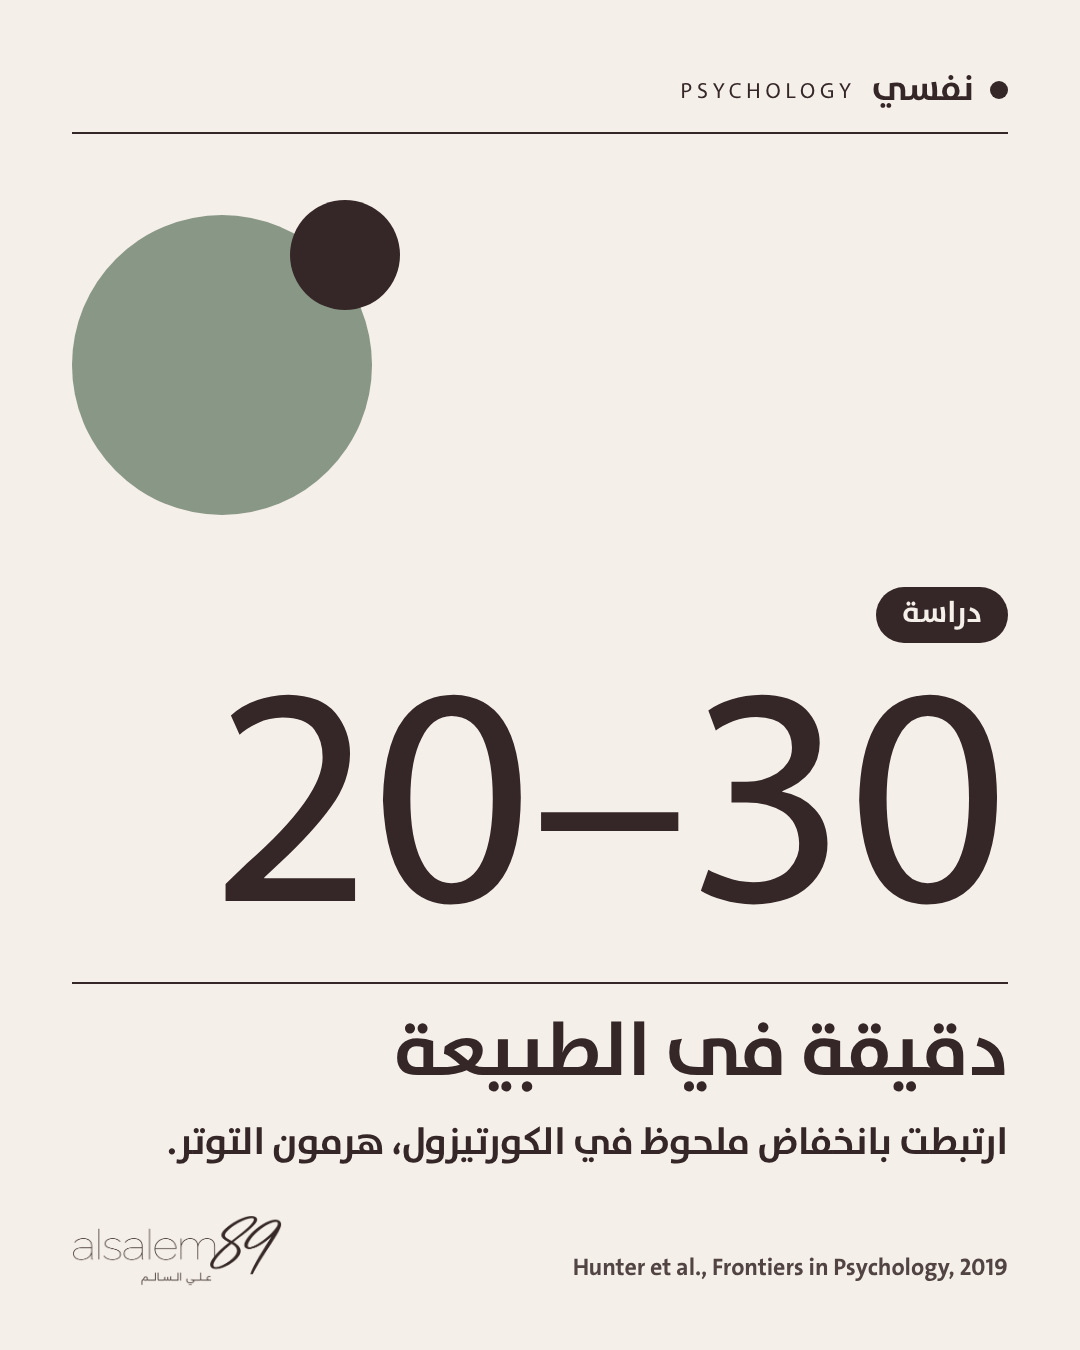 نفسي PSYCHOLOGY
دراسة
20–30
دقيقة في الطبيعة
ارتبطت بانخفاض ملحوظ في الكورتيزول، هرمون التوتر.
Hunter et al., Frontiers in Psychology, 2019
alsalem89
علي السالم